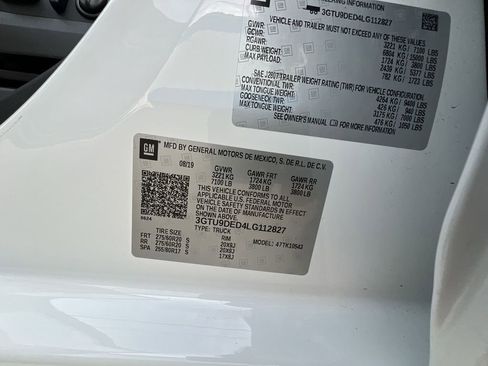 3GTU9DED4LG112827
VEHICLE AND TRAILER MUST NOT EXCEED ANY OF THESE VALUES
GVWR: 3221 KG/ 7100 LBS
GCWR: 6804 KG/ 15000 LBS
RAWR: 1724 KG/ 3800 LBS
CURB WEIGHT: 2439 KG/ 5377 LBS
MAX PAYLOAD: 782 KG/ 1723 LBS
SAE J2807 TRAILER WEIGHT RATING (TWR) FOR VEHICLE CONFIGURATION
CONVENTIONAL TWR: 4264 KG/ 9400 LBS
MAX TONGUE WEIGHT: 426 KG/ 940 LBS
GOOSENECK TWR: 3175 KG/ 7000 LBS
MAX TONGUE WEIGHT: 476 KG/ 1050 LBS
SEE OWNER'S MANUAL FOR MORE INFORMATION
GM
MFD BY GENERAL MOTORS DE MEXICO, S. DE R.L. DE C.V.
08/19 GVWR GAWR FRT GAWR RR
3221 KG 1724 KG 1724 KG
7100 LB 3800 LB 3800 LB
THIS VEHICLE CONFORMS TO ALL
APPLICABLE U.S. FEDERAL MOTOR
VEHICLE SAFETY STANDARDS IN EFFECT
ON THE DATE OF MANUFACTURE
SHOWN ABOVE.
3GTU9DED4LG112827
TYPE: TRUCK
MODEL: 47TK10543
TIRE SIZE RIM
FRT 275/60R20 S 20X9J
RR 275/60R20 S 20X9J
SPA 255/80R17 S 17X8J